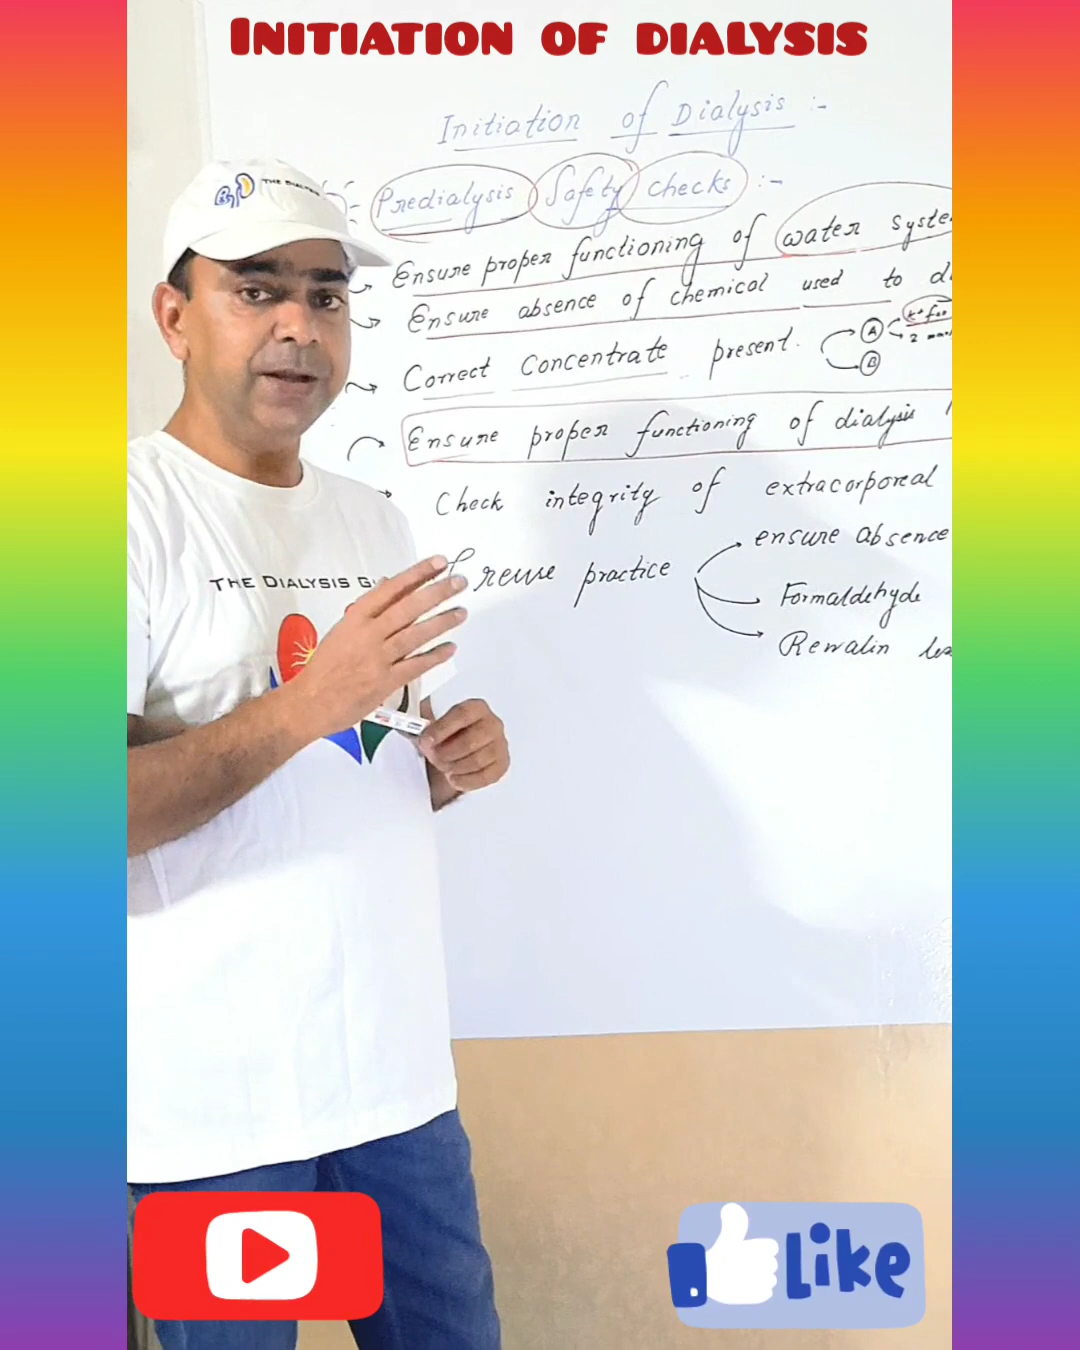 INITIATION OF DIALYSIS
Initiation of Dialysis :-
Predialysis Safety checks :-
Ensure proper functioning of water Syste
Ensure absence of chemical used to d
Correct Concentrate present.
A
K+ for
2
B
Ensure proper functioning of dialysis
Check integrity of extracorporeal
reuse practice
ensure absence
Formaldehyde
Renalin
THE DIALYSIS G
Like